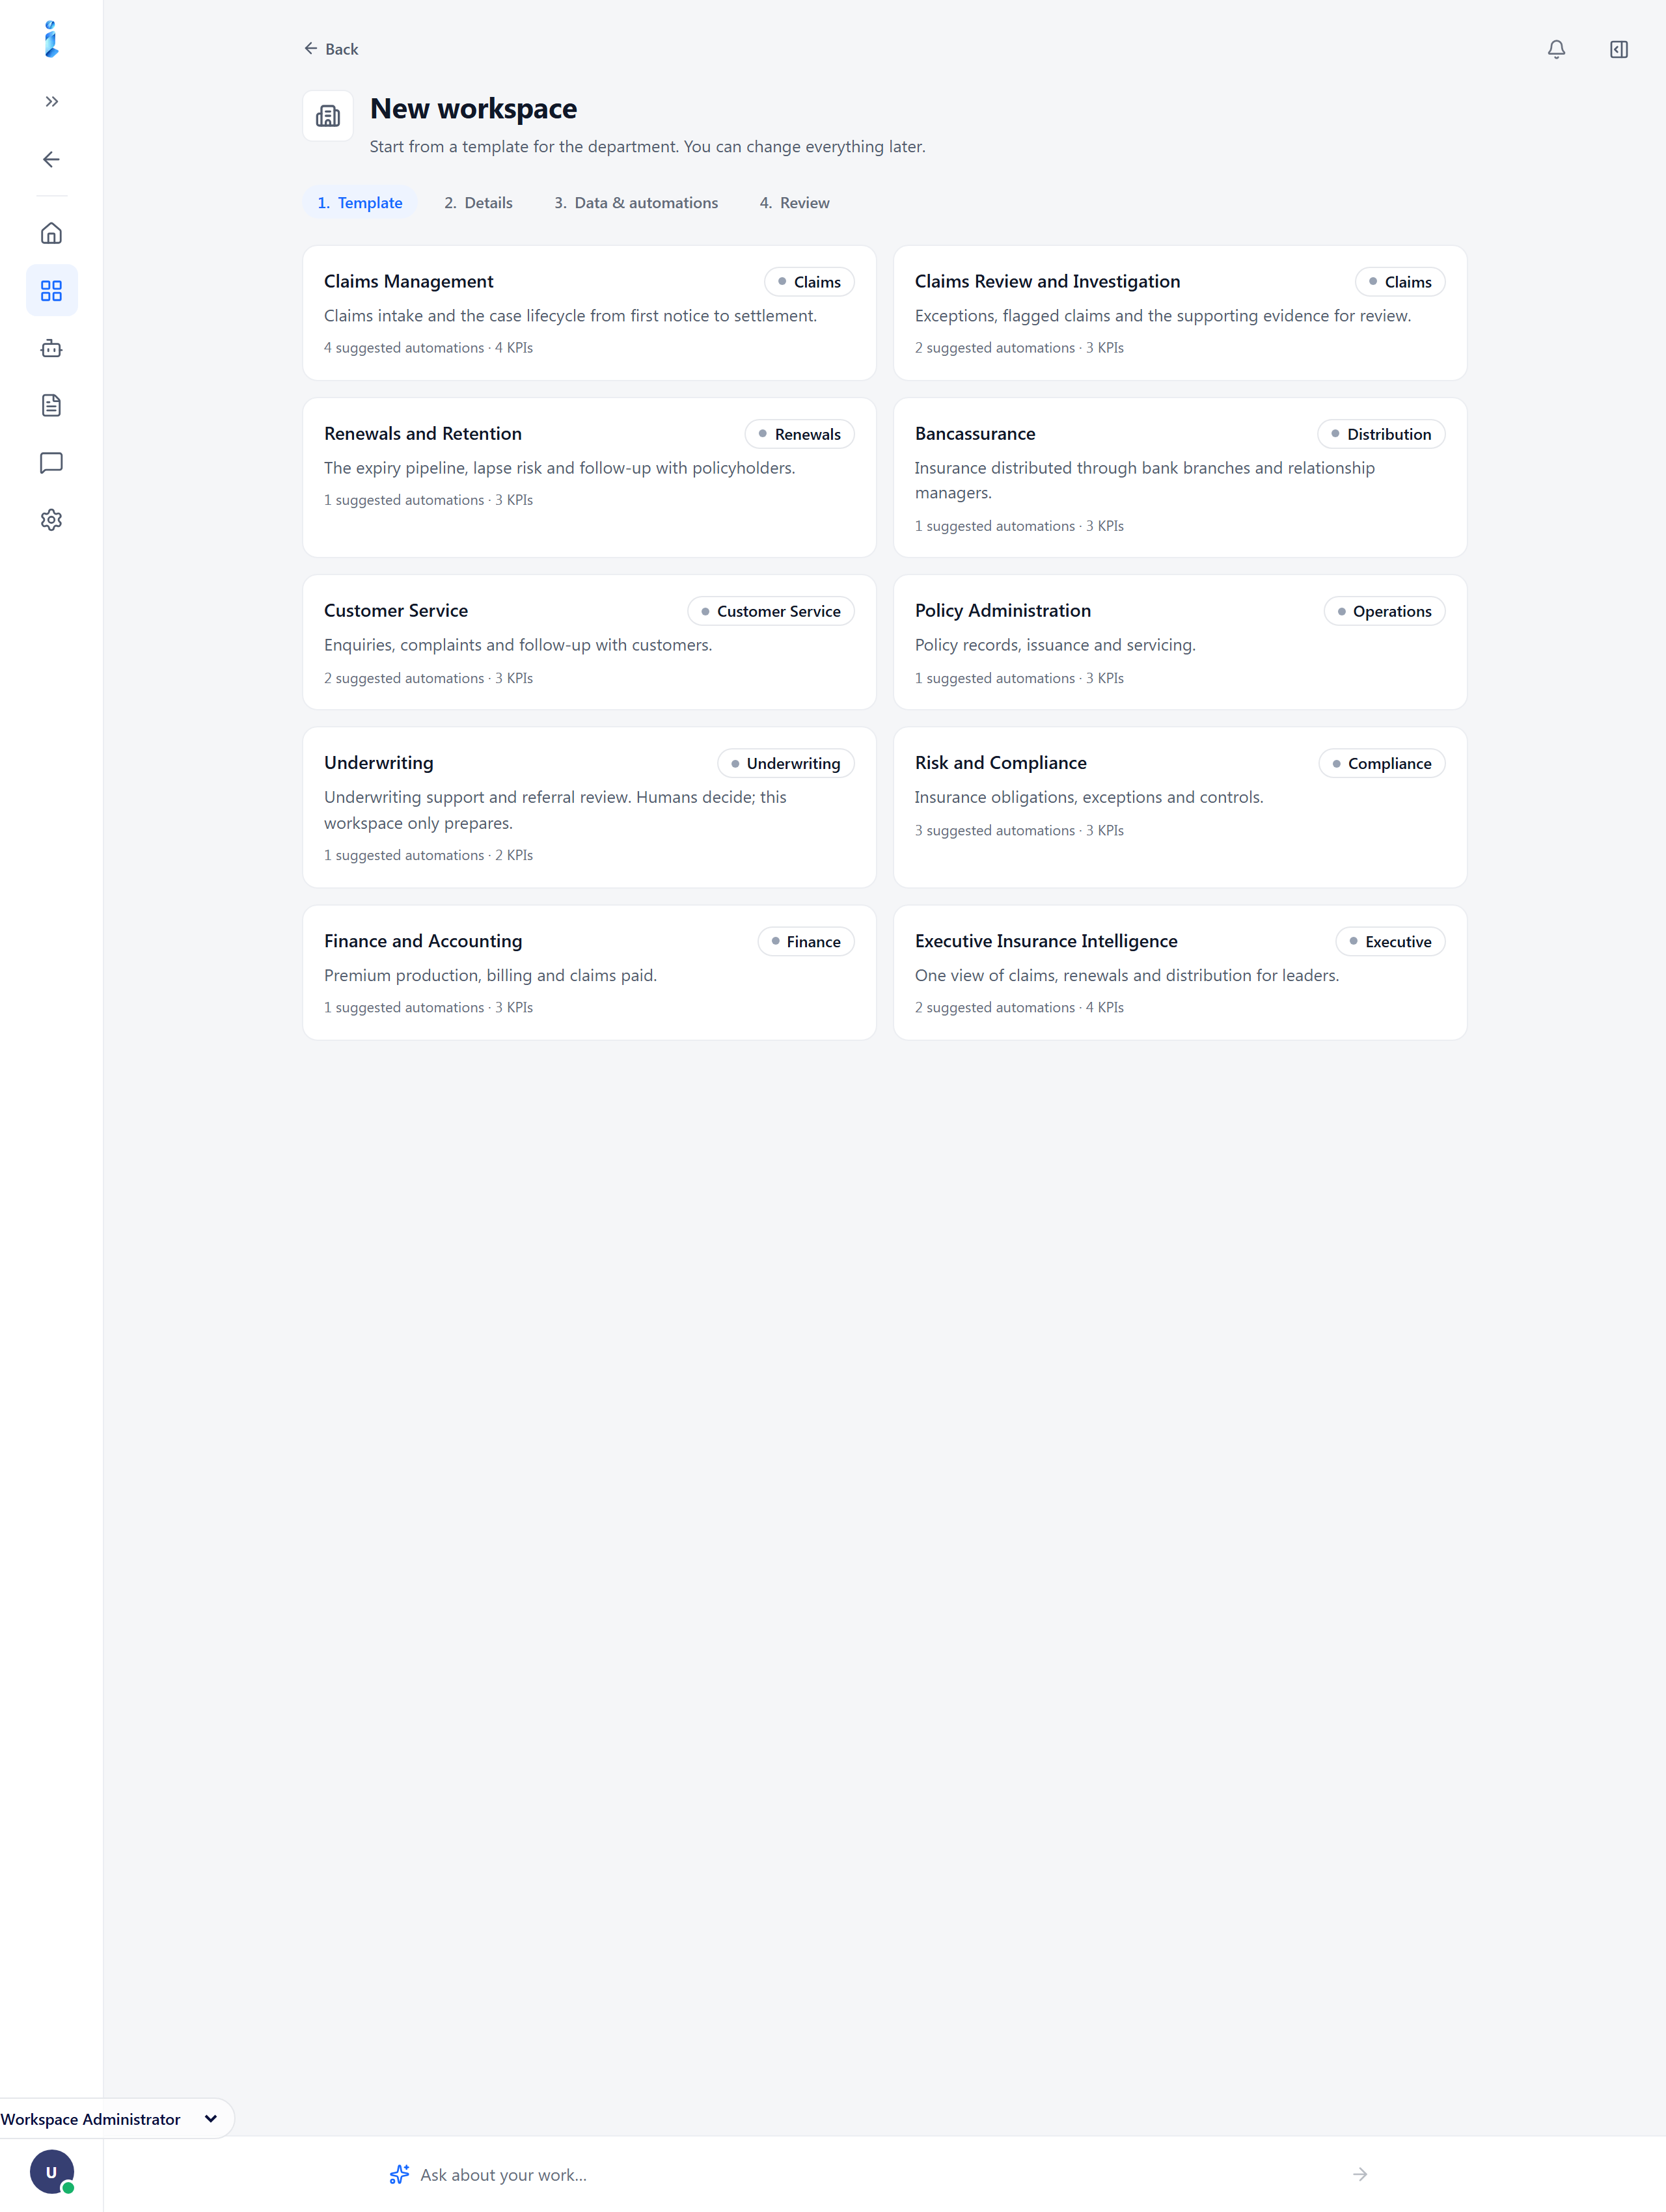 Back
New workspace
Start from a template for the department. You can change everything later.
1. Template
2. Details
3. Data & automations
4. Review
Claims Management
Claims
Claims intake and the case lifecycle from first notice to settlement.
4 suggested automations · 4 KPIs
Claims Review and Investigation
Claims
Exceptions, flagged claims and the supporting evidence for review.
2 suggested automations · 3 KPIs
Renewals and Retention
Renewals
The expiry pipeline, lapse risk and follow-up with policyholders.
1 suggested automations · 3 KPIs
Bancassurance
Distribution
Insurance distributed through bank branches and relationship
managers.
1 suggested automations · 3 KPIs
Customer Service
Customer Service
Enquiries, complaints and follow-up with customers.
2 suggested automations · 3 KPIs
Policy Administration
Operations
Policy records, issuance and servicing.
1 suggested automations · 3 KPIs
Underwriting
Underwriting
Underwriting support and referral review. Humans decide; this
workspace only prepares.
1 suggested automations · 2 KPIs
Risk and Compliance
Compliance
Insurance obligations, exceptions and controls.
3 suggested automations · 3 KPIs
Finance and Accounting
Finance
Premium production, billing and claims paid.
1 suggested automations · 3 KPIs
Executive Insurance Intelligence
Executive
One view of claims, renewals and distribution for leaders.
2 suggested automations · 4 KPIs
Workspace Administrator
U
Ask about your work...